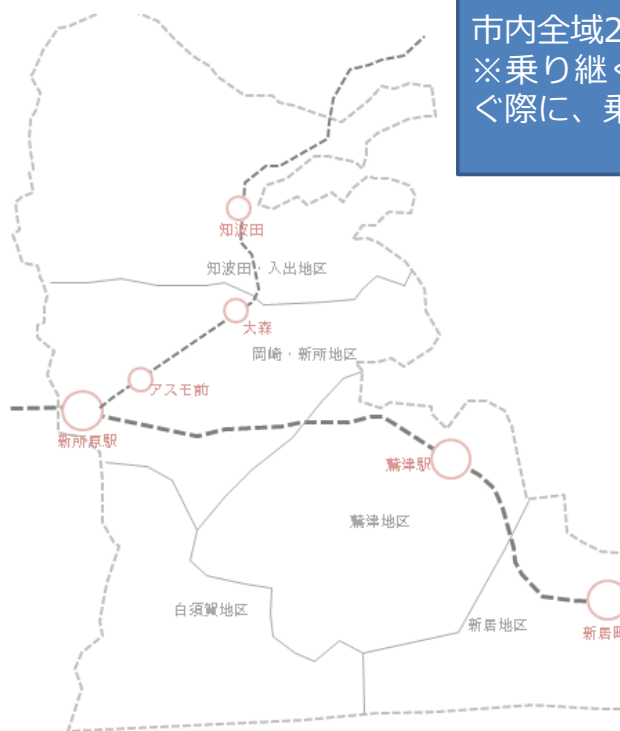 市内全域2
※乗り継ぐ
ぐ際に、乗
知波田
知波田・入出地区
大森
岡崎・新所地区
アスモ前
新所原駅
鷲津駅
鷲津地区
白須賀地区
新居地区
新居町